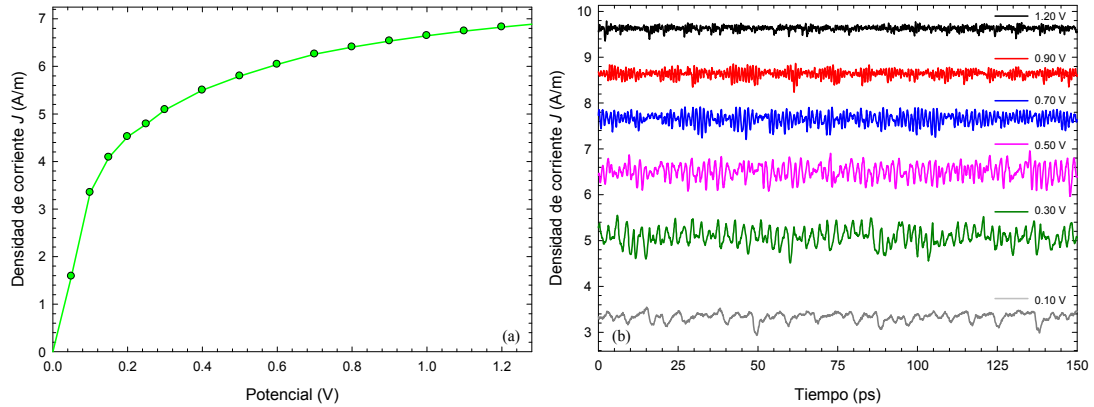 Densidad de corriente J (A/m)
7
6
5
4
3
2
1
0
(a)
0.0 0.2 0.4 0.6 0.8 1.0 1.2
Potencial (V)
Densidad de corriente J (A/m)
10
9
8
7
6
5
4
3
1.20 V
0.90 V
0.70 V
0.50 V
0.30 V
0.10 V
(b)
0 25 50 75 100 125 150
Tiempo (ps)